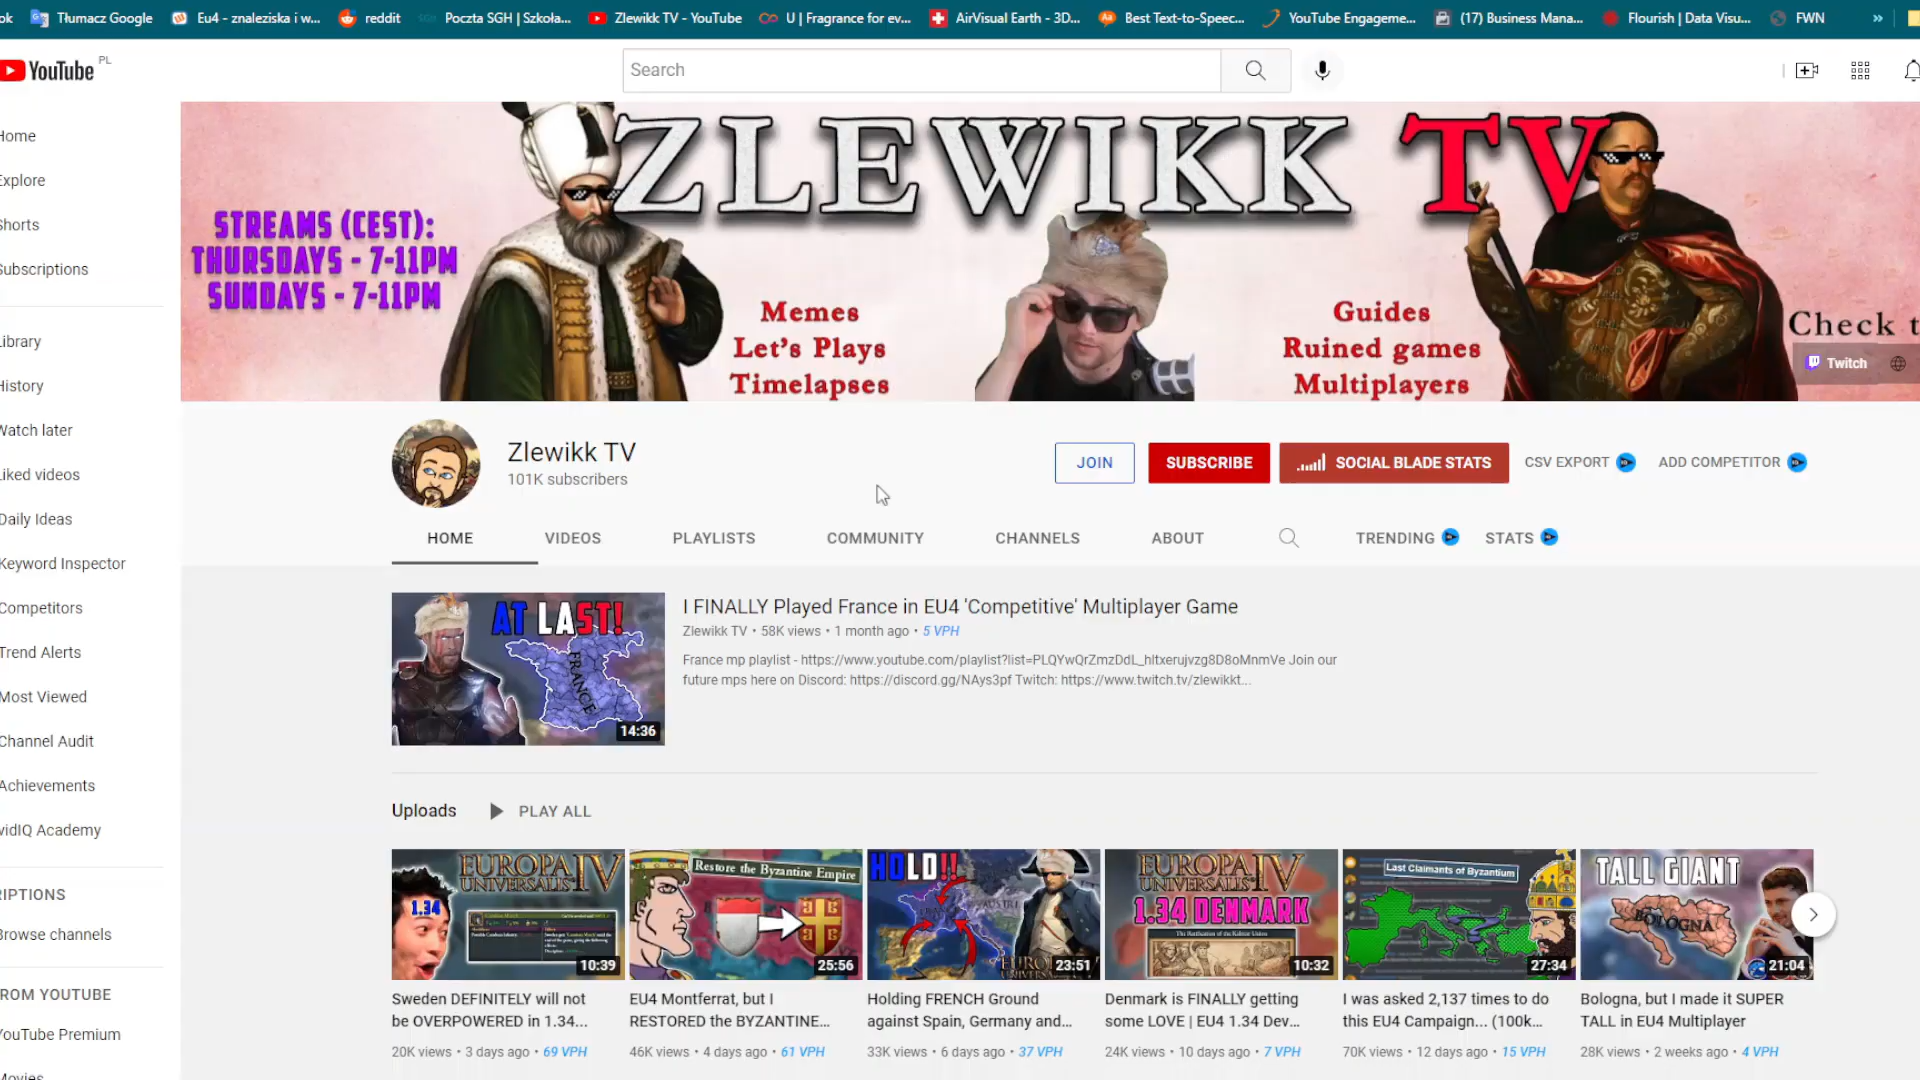 ok Tłumacz Google Eu4 - znaleziska i w... reddit Poczta SGH | Szkoła... Zlewikk TV - YouTube U | Fragrance for ev... AirVisual Earth - 3D... Best Text-to-Speec... YouTube Engageme... (17) Business Mana... Flourish | Data Visu... FWN »
YouTube PL
Search
Home
Explore
Shorts
Subscriptions
Library
History
Watch later
Liked videos
Daily Ideas
Keyword Inspector
Competitors
Trend Alerts
Most Viewed
Channel Audit
Achievements
vidIQ Academy
RIPTIONS
Browse channels
ROM YOUTUBE
YouTube Premium
Movies
ZLEWIKK TV
STREAMS (CEST):
THURSDAYS - 7-11PM
SUNDAYS - 7-11PM
Memes
Let's Plays
Timelapses
Guides
Ruined games
Multiplayers
Check t
Twitch
Zlewikk TV
101K subscribers
JOIN
SUBSCRIBE
SOCIAL BLADE STATS
CSV EXPORT
ADD COMPETITOR
HOME VIDEOS PLAYLISTS COMMUNITY CHANNELS ABOUT TRENDING STATS
AT LAST!
FRANCE
14:36
I FINALLY Played France in EU4 'Competitive' Multiplayer Game
Zlewikk TV • 58K views • 1 month ago • 5 VPH
France mp playlist - https://www.youtube.com/playlist?list=PLQYwQrZmzDdL_hltxerujvzg8D8oMnmVe Join our
future mps here on Discord: https://discord.gg/NAys3pf Twitch: https://www.twitch.tv/zlewikkt...
Uploads PLAY ALL
EUROPA
UNIVERSALIS IV
1.34
10:39
Sweden DEFINITELY will not
be OVERPOWERED in 1.34...
20K views • 3 days ago • 69 VPH
Restore the Byzantine Empire
25:56
EU4 Montferrat, but I
RESTORED the BYZANTINE...
46K views • 4 days ago • 61 VPH
HOLD!!
23:51
Holding FRENCH Ground
against Spain, Germany and...
33K views • 6 days ago • 37 VPH
EUROPA
UNIVERSALIS IV
1.34 DENMARK
The Ratification of the Kalmar Union
10:32
Denmark is FINALLY getting
some LOVE | EU4 1.34 Dev...
24K views • 10 days ago • 7 VPH
Last Claimants of Byzantium
27:34
I was asked 2,137 times to do
this EU4 Campaign... (100k...
70K views • 12 days ago • 15 VPH
TALL GIANT
BOLOGNA
21:04
Bologna, but I made it SUPER
TALL in EU4 Multiplayer
28K views • 2 weeks ago • 4 VPH